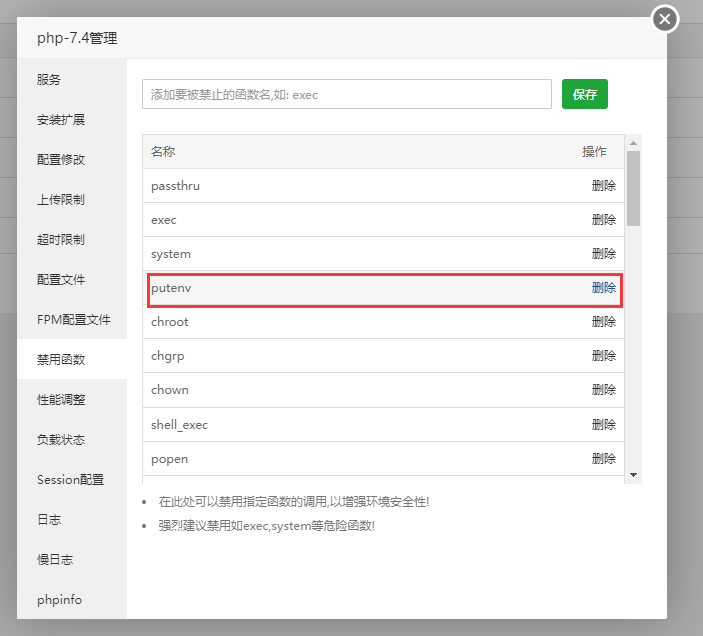 php-7.4管理
服务
安装扩展
配置修改
上传限制
超时限制
配置文件
FPM配置文件
禁用函数
性能调整
负载状态
Session配置
日志
慢日志
phpinfo
添加要被禁止的函数名,如: exec
保存
名称 操作
passthru 删除
exec 删除
system 删除
putenv 删除
chroot 删除
chgrp 删除
chown 删除
shell_exec 删除
popen 删除
在此处可以禁用指定函数的调用,以增强环境安全性!
强烈建议禁用如exec,system等危险函数!